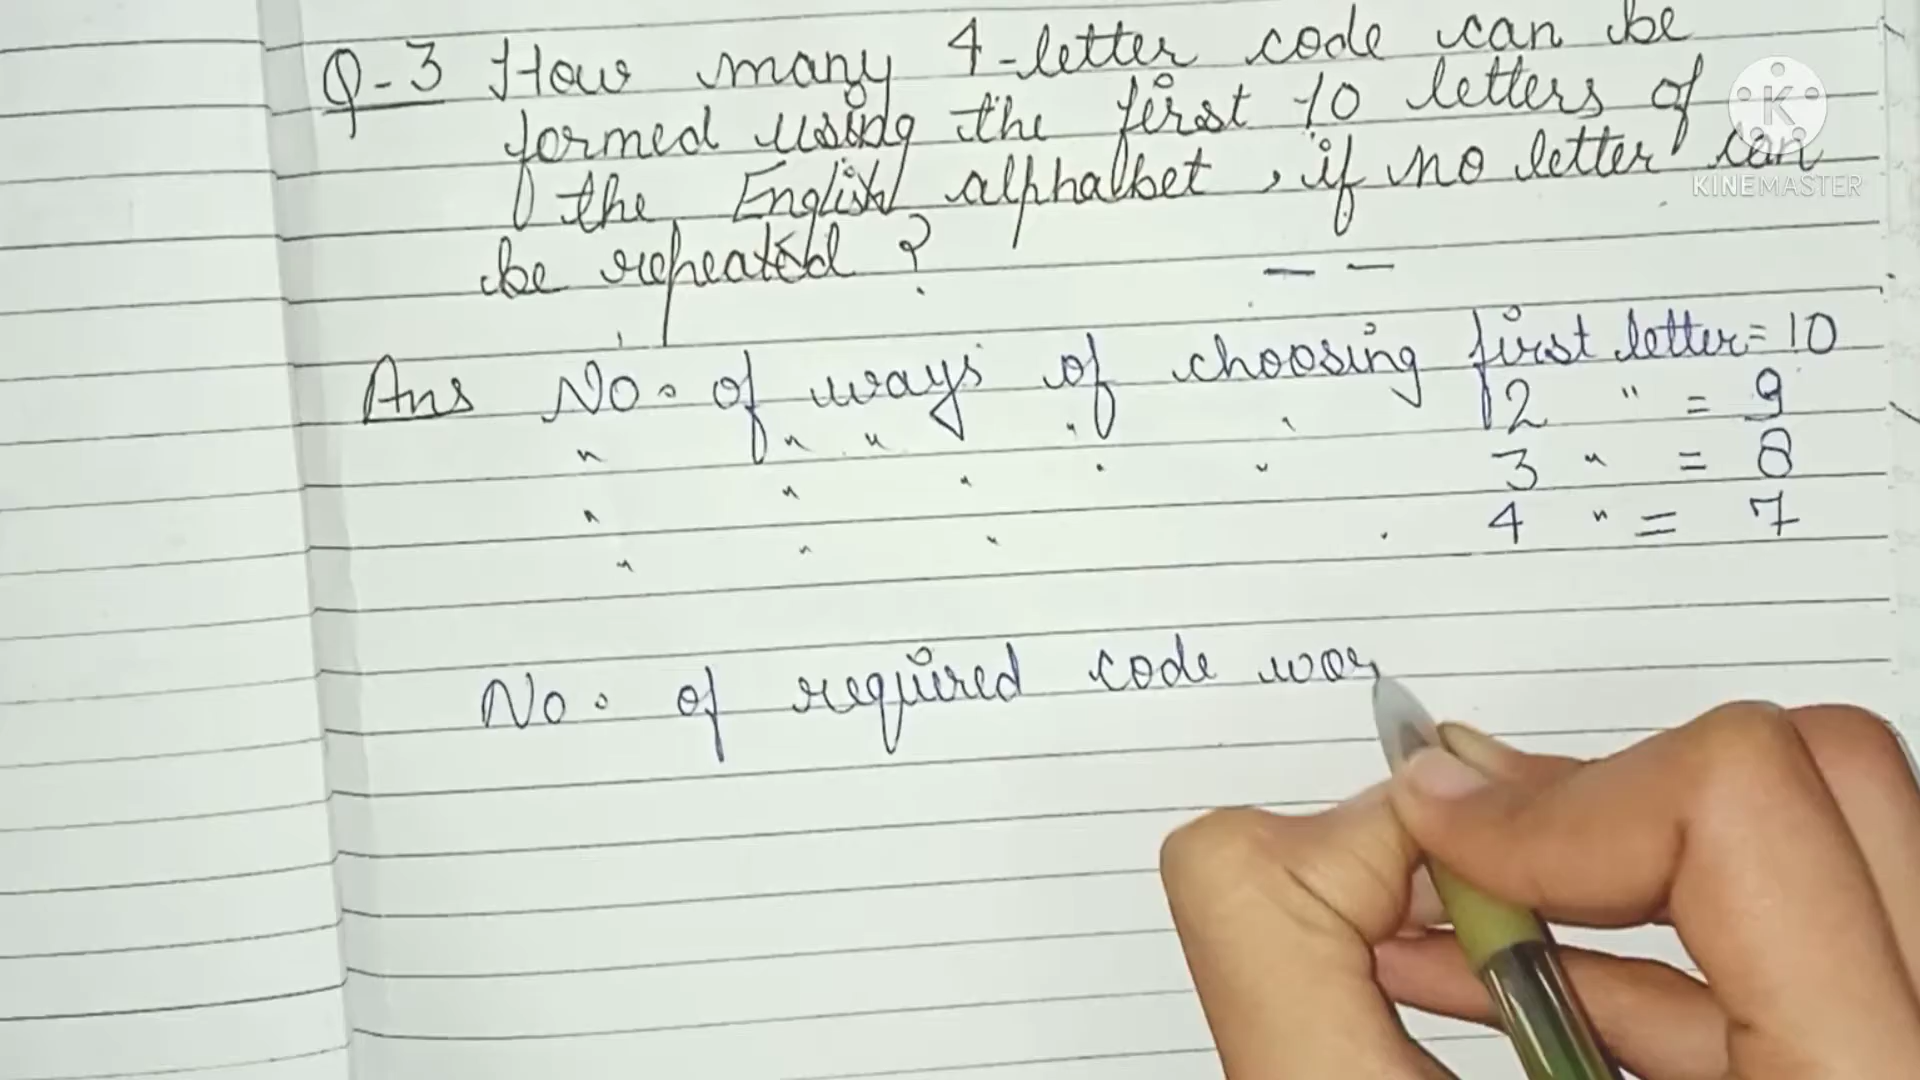 Q-3 How many 4-letter code can be
formed using the first 10 letters of
the English alphabet, if no letter can
be repeated ?
Ans No. of ways of choosing first letter = 10
" " " " " 2 " = 9
" " " " " 3 " = 8
" " " " 4 " = 7
No. of required code wor
K
KINEMASTER